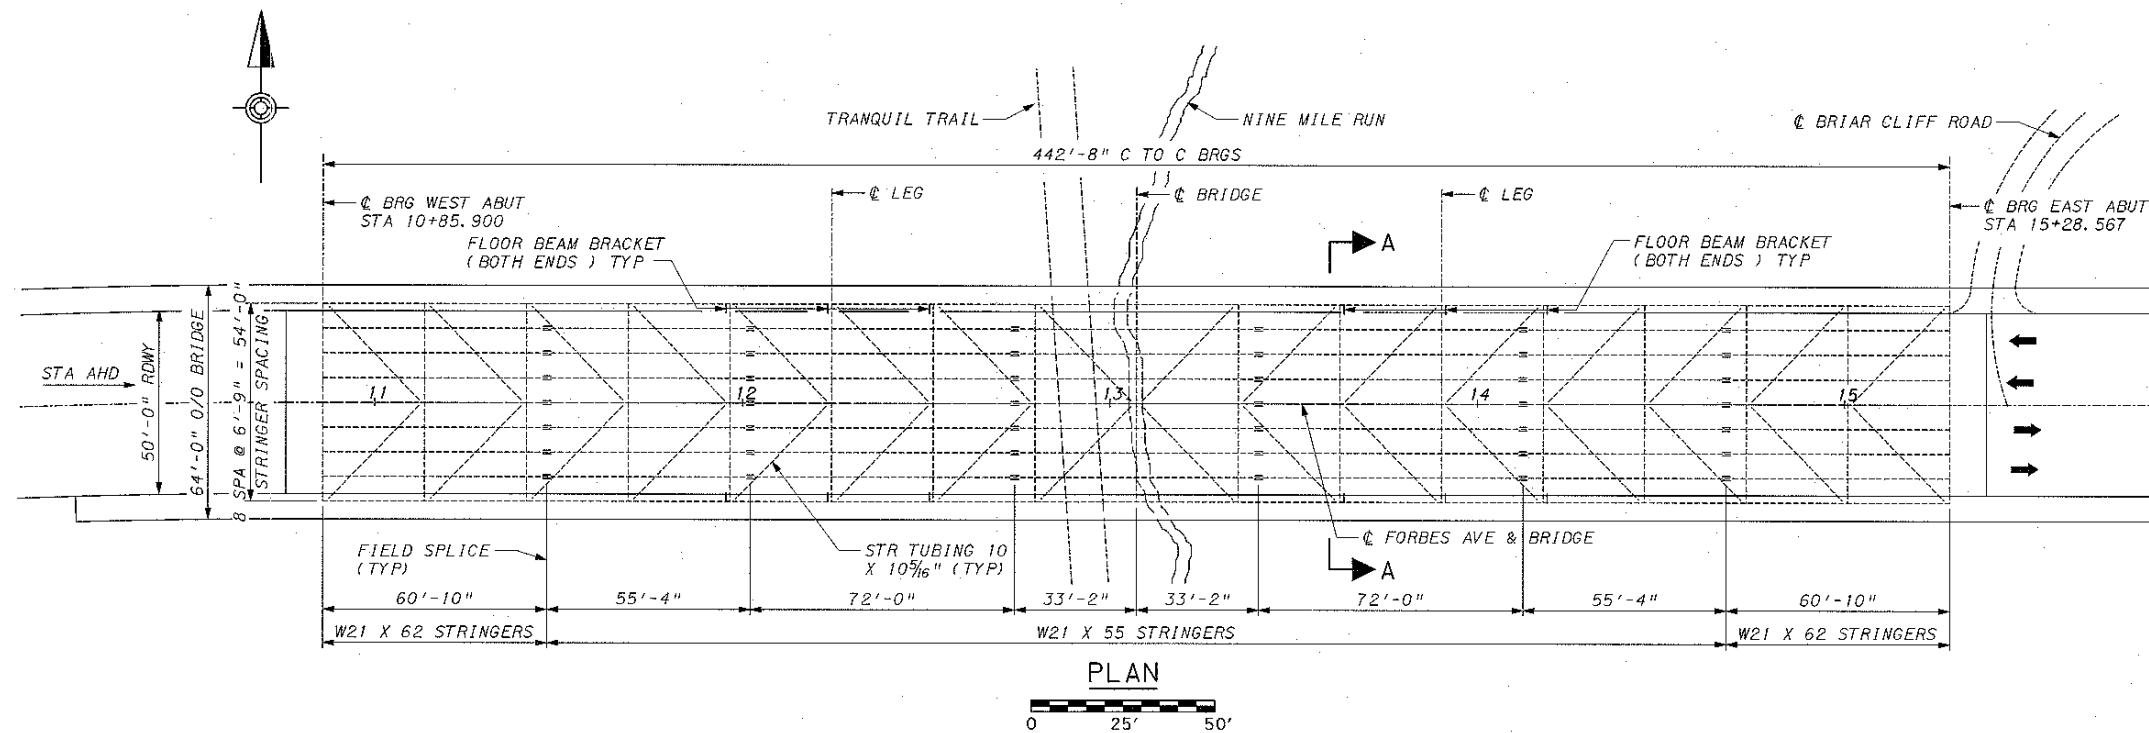 TRANQUIL TRAIL
NINE MILE RUN
℄ BRIAR CLIFF ROAD
442'-8" C TO C BRGS
℄ BRG WEST ABUT
STA 10+85.900
℄ LEG
℄ BRIDGE
℄ LEG
℄ BRG EAST ABUT
STA 15+28.567
FLOOR BEAM BRACKET
(BOTH ENDS ) TYP
A
FLOOR BEAM BRACKET
(BOTH ENDS ) TYP
STA AHD
50'-0" RDWY
64'-0" O/O BRIDGE
8 SPA @ 6'-9" = 54'-0"
STRINGER SPACING
11
12
13
14
15
FIELD SPLICE
(TYP)
STR TUBING 10
X 10 5/16" (TYP)
℄ FORBES AVE & BRIDGE
A
60'-10"
55'-4"
72'-0"
33'-2"
33'-2"
72'-0"
55'-4"
60'-10"
W21 X 62 STRINGERS
W21 X 55 STRINGERS
W21 X 62 STRINGERS
PLAN
0 25' 50'